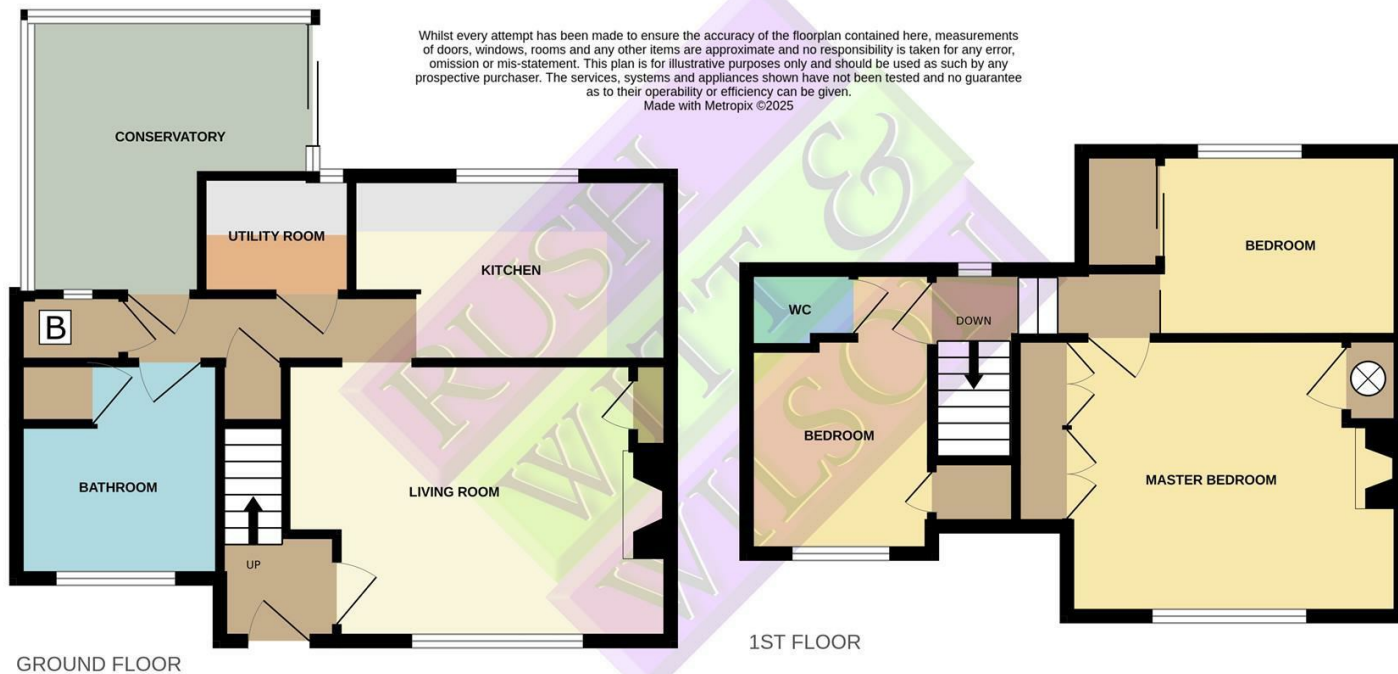 Whilst every attempt has been made to ensure the accuracy of the floorplan contained here, measurements
of doors, windows, rooms and any other items are approximate and no responsibility is taken for any error,
omission or mis-statement. This plan is for illustrative purposes only and should be used as such by any
prospective purchaser. The services, systems and appliances shown have not been tested and no guarantee
as to their operability or efficiency can be given.
Made with Metropix ©2025
CONSERVATORY
UTILITY ROOM
KITCHEN
B
BATHROOM
LIVING ROOM
UP
GROUND FLOOR
BEDROOM
WC
DOWN
BEDROOM
MASTER BEDROOM
1ST FLOOR
RUSH
WITT &
WILSON